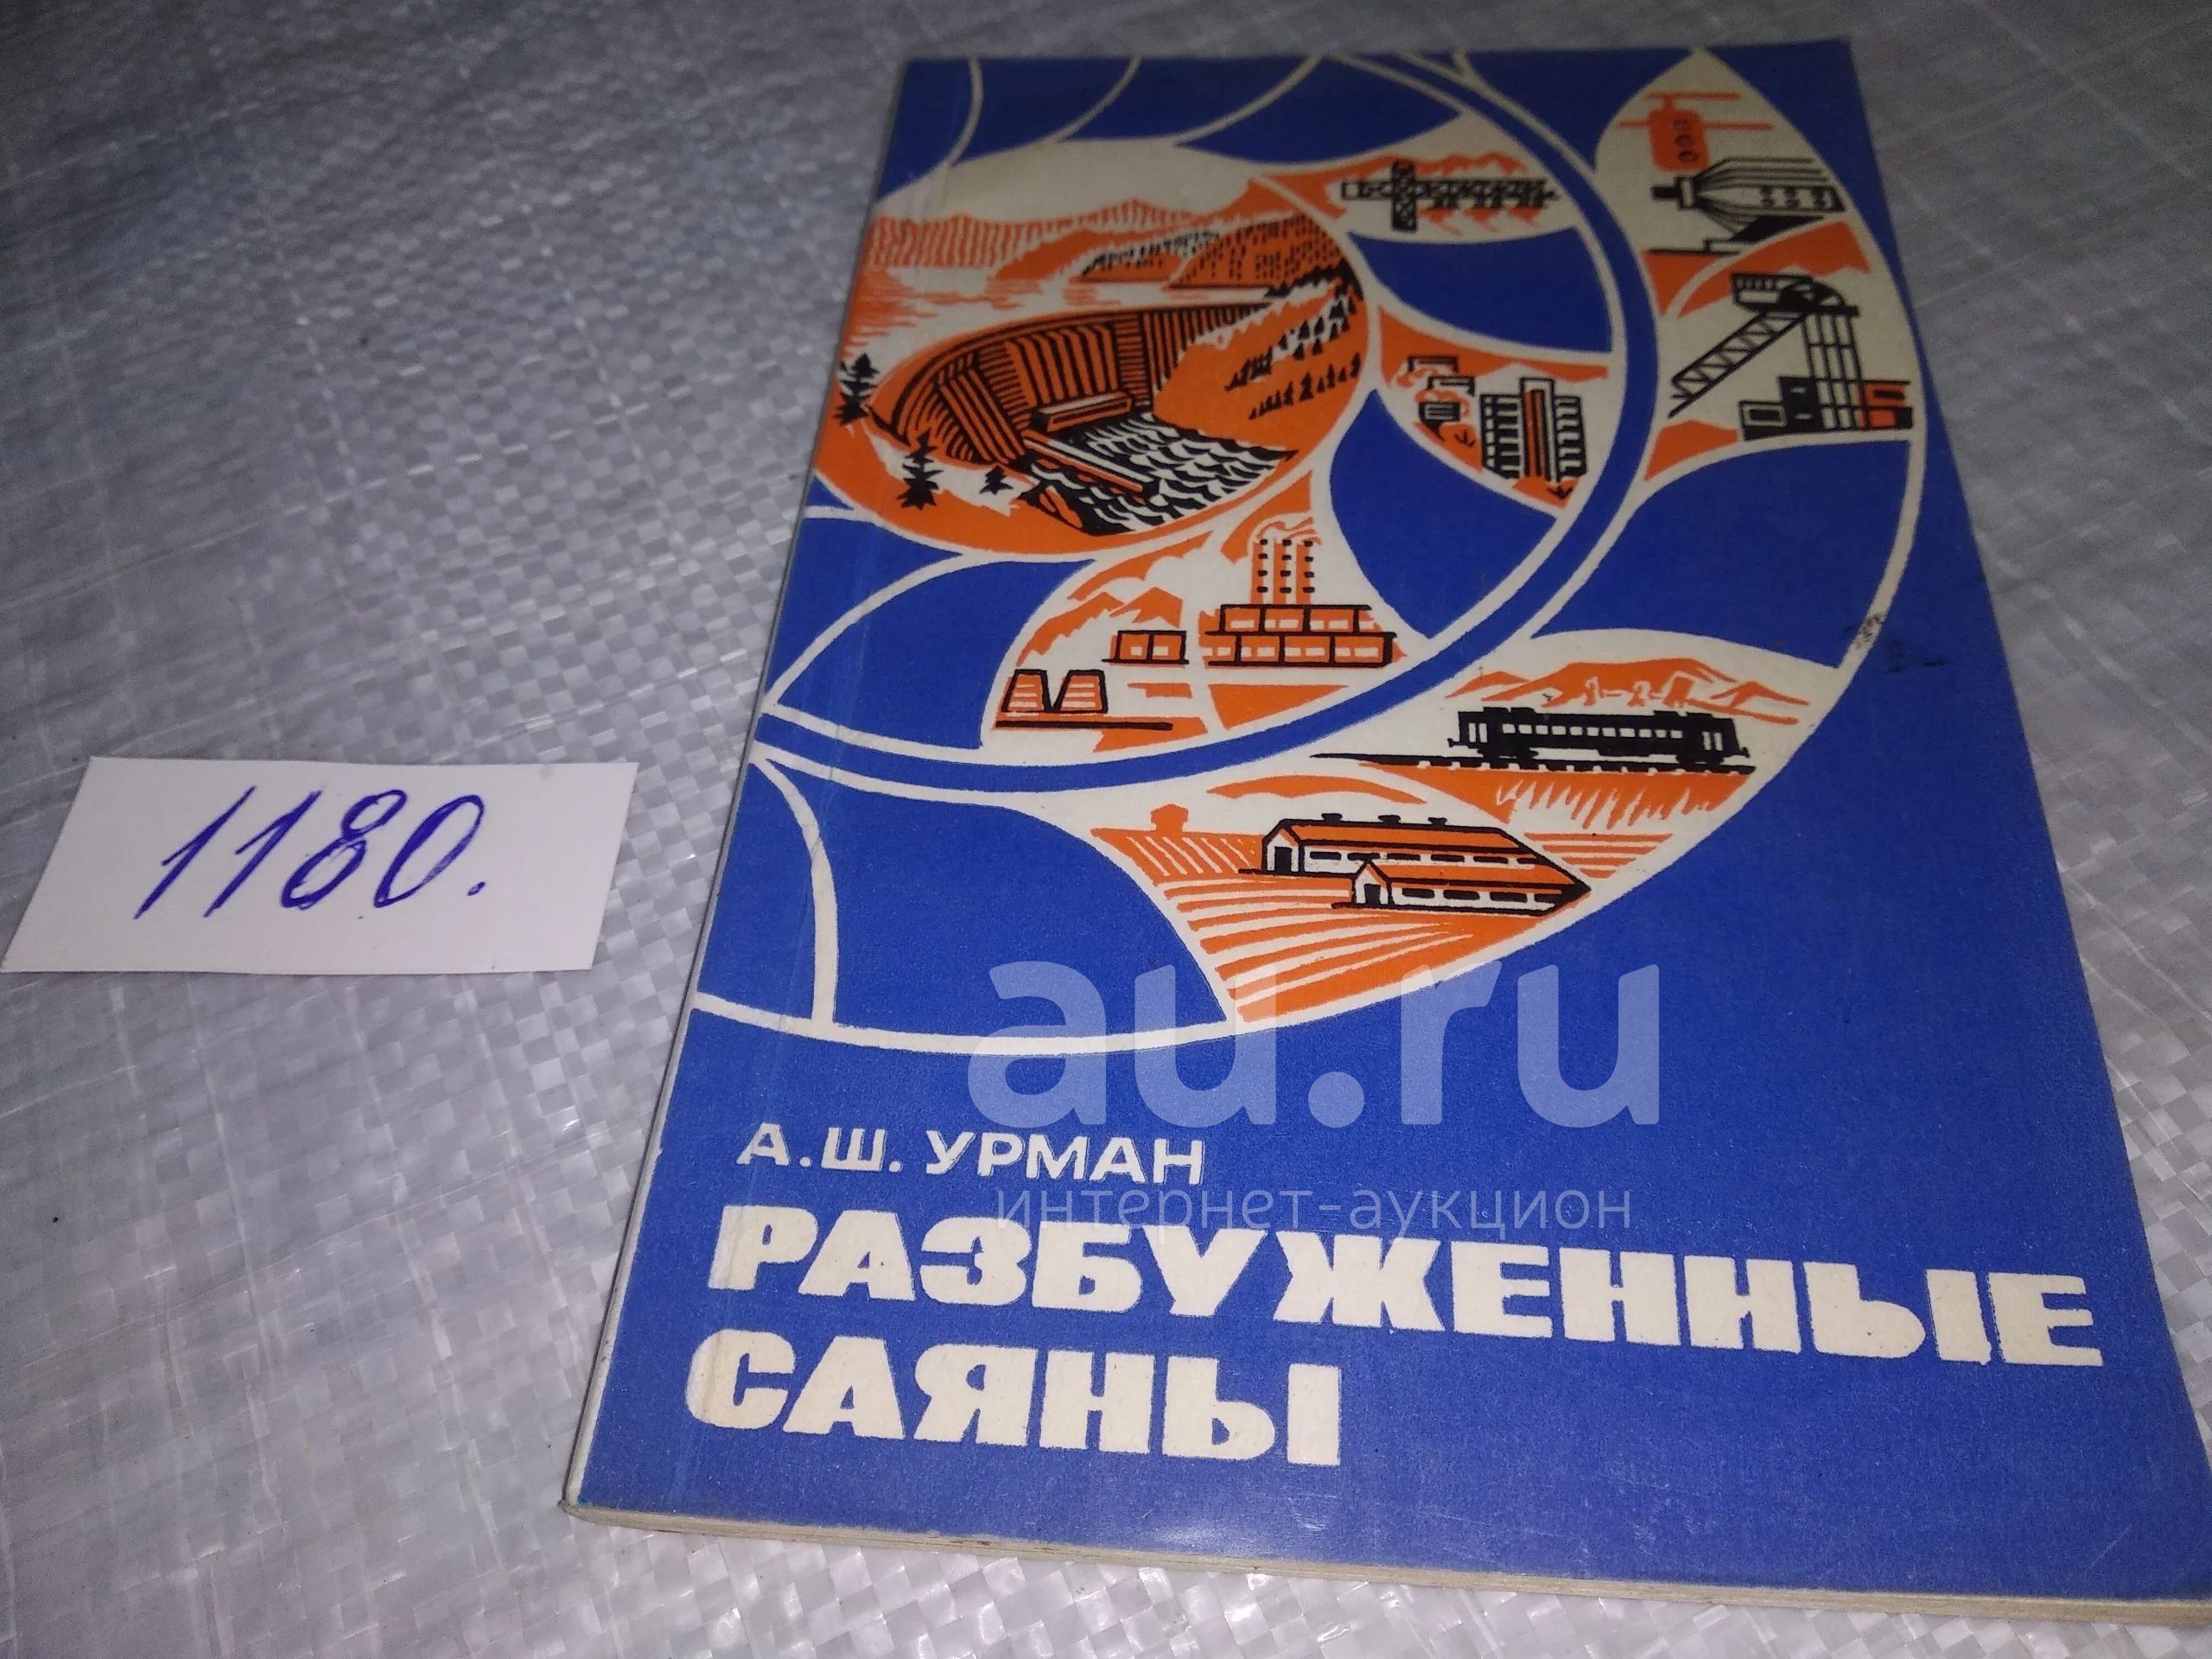 1180.
au.ru
А.Ш. УРМАН
интернет-аукцион
РАЗБУЖЕННЫЕ
САЯНЫ